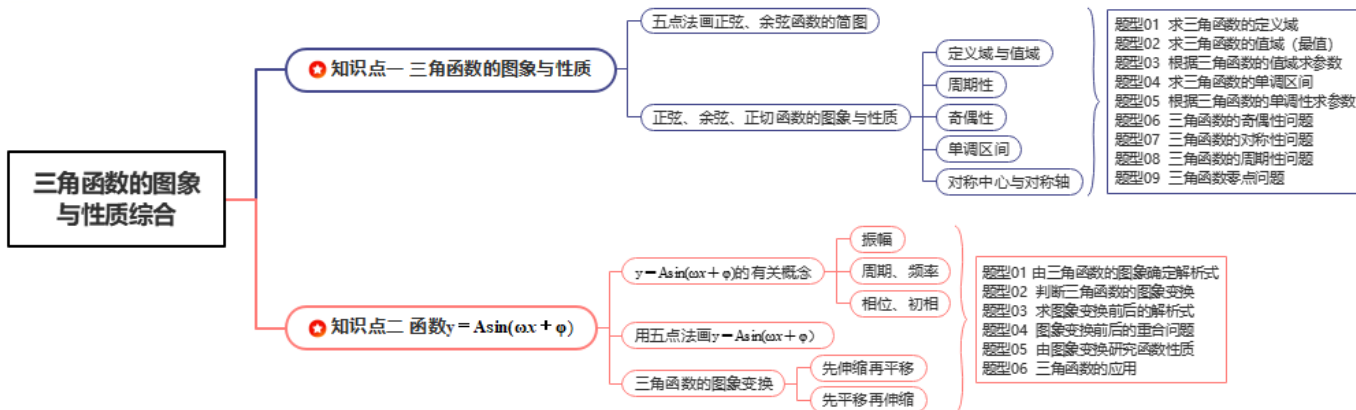 三角函数的图象
与性质综合
知识点一 三角函数的图象与性质
五点法画正弦、余弦函数的简图
正弦、余弦、正切函数的图象与性质
定义域与值域
周期性
奇偶性
单调区间
对称中心与对称轴
题型01 求三角函数的定义域
题型02 求三角函数的值域（最值）
题型03 根据三角函数的值域求参数
题型04 求三角函数的单调区间
题型05 根据三角函数的单调性求参数
题型06 三角函数的奇偶性问题
题型07 三角函数的对称性问题
题型08 三角函数的周期性问题
题型09 三角函数零点问题
知识点二 函数y＝Asin(ωx＋φ)
y＝Asin(ωx＋φ)的有关概念
振幅
周期、频率
相位、初相
用五点法画y＝Asin(ωx＋φ）
三角函数的图象变换
先伸缩再平移
先平移再伸缩
题型01 由三角函数的图象确定解析式
题型02 判断三角函数的图象变换
题型03 求图象变换前后的解析式
题型04 图象变换前后的重合问题
题型05 由图象变换研究函数性质
题型06 三角函数的应用